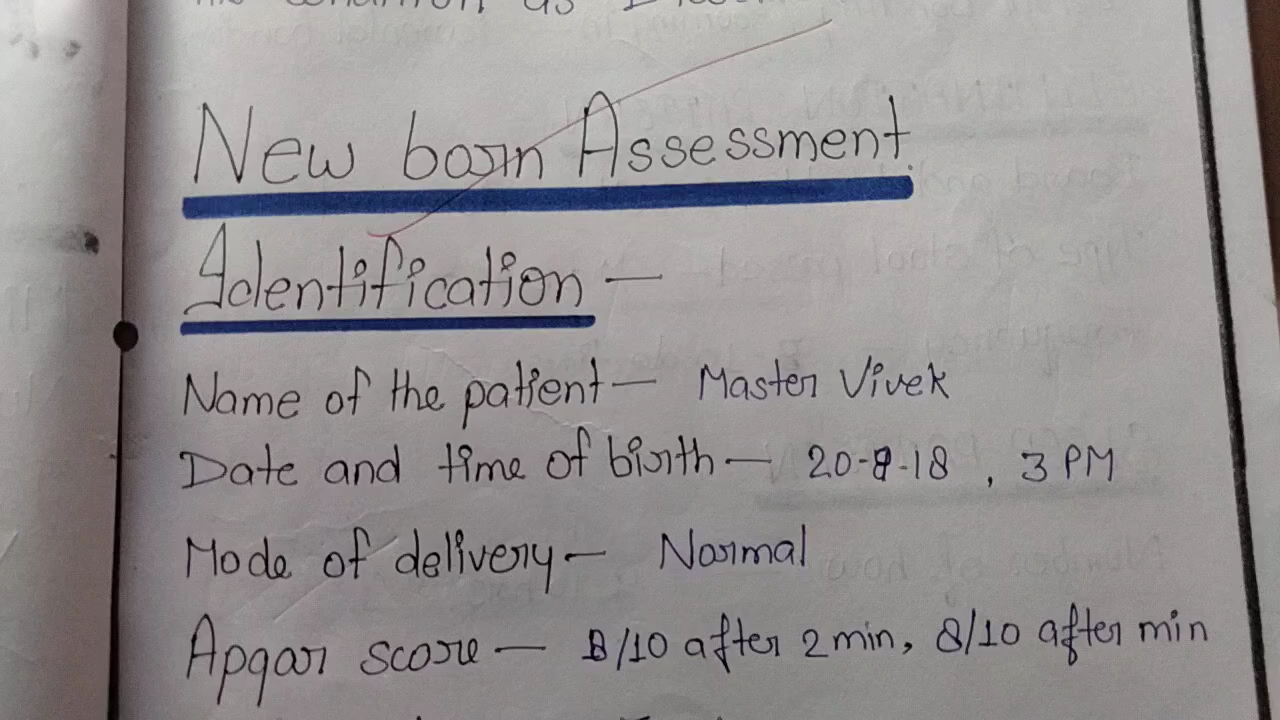 New born Assessment
Identification —
Name of the patient — Master Vivek
Date and time of birth — 20-8-18 , 3 PM
Mode of delivery — Normal
Apgar score — 8/10 after 2 min, 8/10 after min